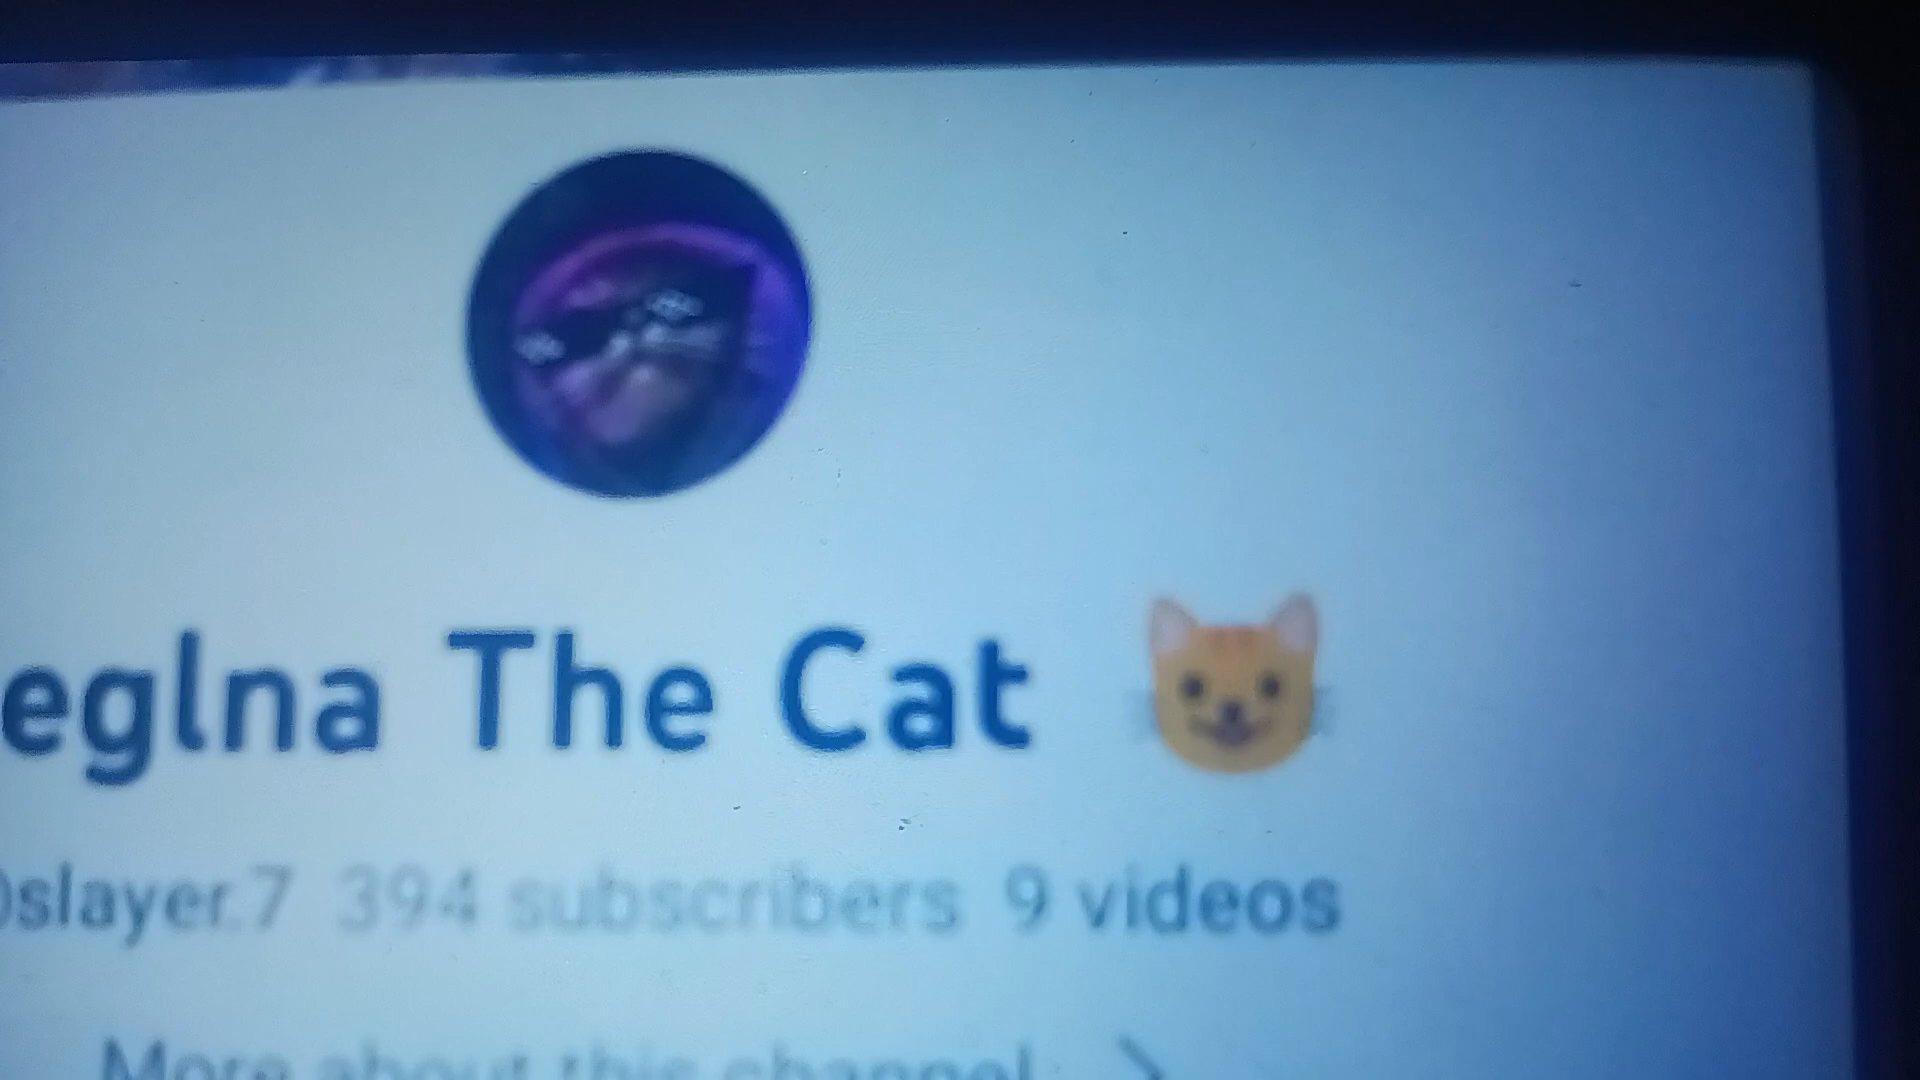 eglna The Cat 😺
slayer.7 394 subscribers 9 videos
More about this channel >